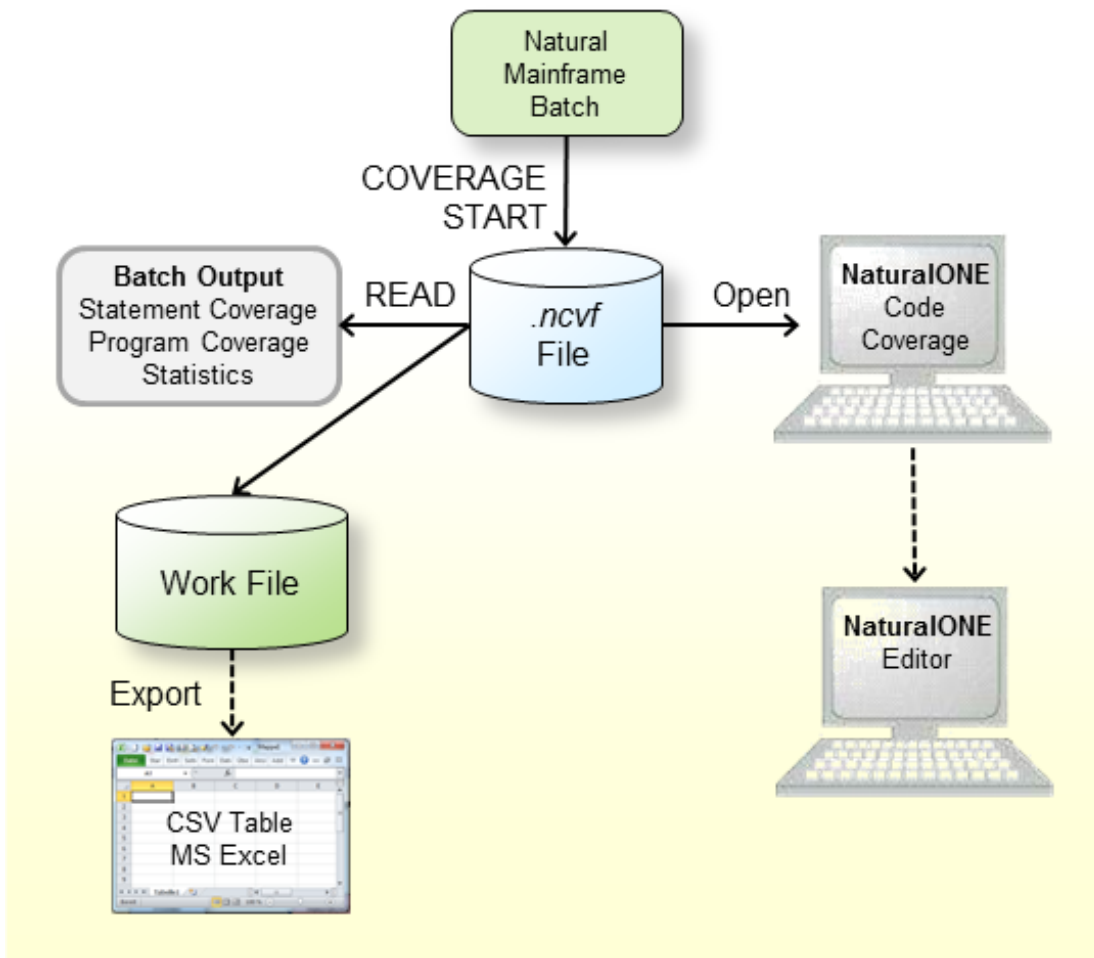 Natural
Mainframe
Batch
COVERAGE
START
Batch Output
Statement Coverage
Program Coverage
Statistics
READ
.ncvf
File
Open
NaturalONE
Code
Coverage
Work File
NaturalONE
Editor
Export
CSV Table
MS Excel